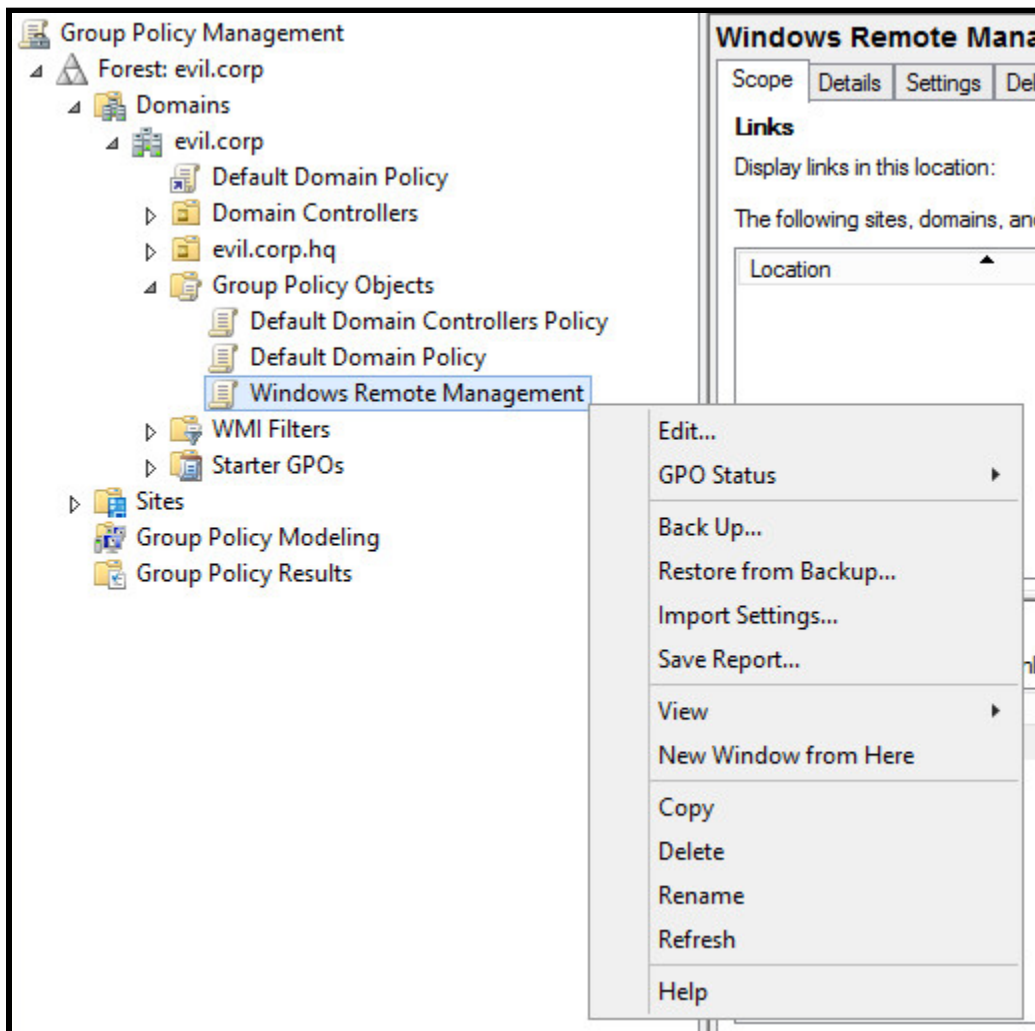 Group Policy Management
Forest: evil.corp
Domains
evil.corp
Default Domain Policy
Domain Controllers
evil.corp.hq
Group Policy Objects
Default Domain Controllers Policy
Default Domain Policy
Windows Remote Management
WMI Filters
Starter GPOs
Sites
Group Policy Modeling
Group Policy Results
Windows Remote
Scope Details Settings
Links
Display links in this location:
The following sites, domains,
Location
Edit...
GPO Status
Back Up...
Restore from Backup...
Import Settings...
Save Report...
View
New Window from Here
Copy
Delete
Rename
Refresh
Help